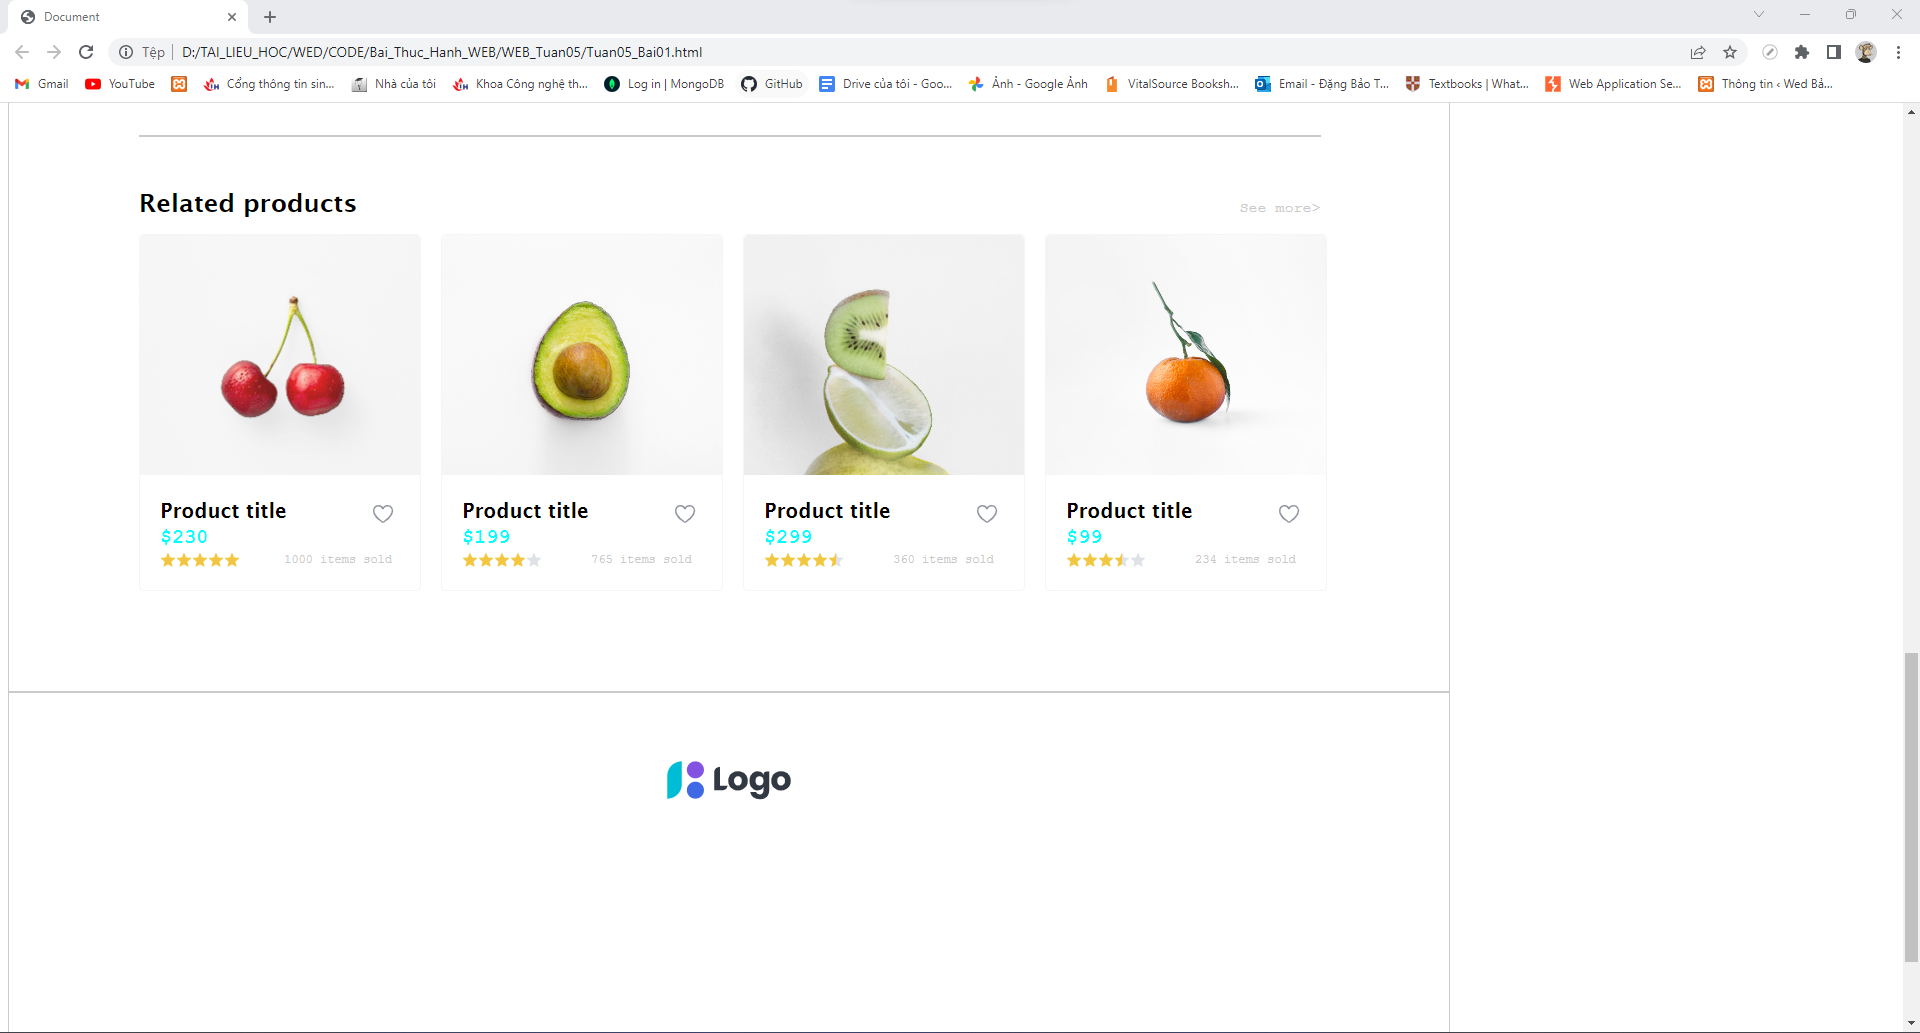 Document
Tệp
D:/TAI_LIEU_HOC/WED/CODE/Bai_Thuc_Hanh_WEB/WEB_Tuan05/Tuan05_Bai01.html
Gmail YouTube Cổng thông tin sin... Nhà của tôi Khoa Công nghệ th... Log in | MongoDB GitHub Drive của tôi - Goo... Ảnh - Google Ảnh VitalSource Booksh... Email - Đặng Bảo T... Textbooks | What... Web Application Se... Thông tin ‹ Wed Bả...
Related products
See more>
Product title
$230
1000 items sold
Product title
$199
765 items sold
Product title
$299
360 items sold
Product title
$99
234 items sold
Logo